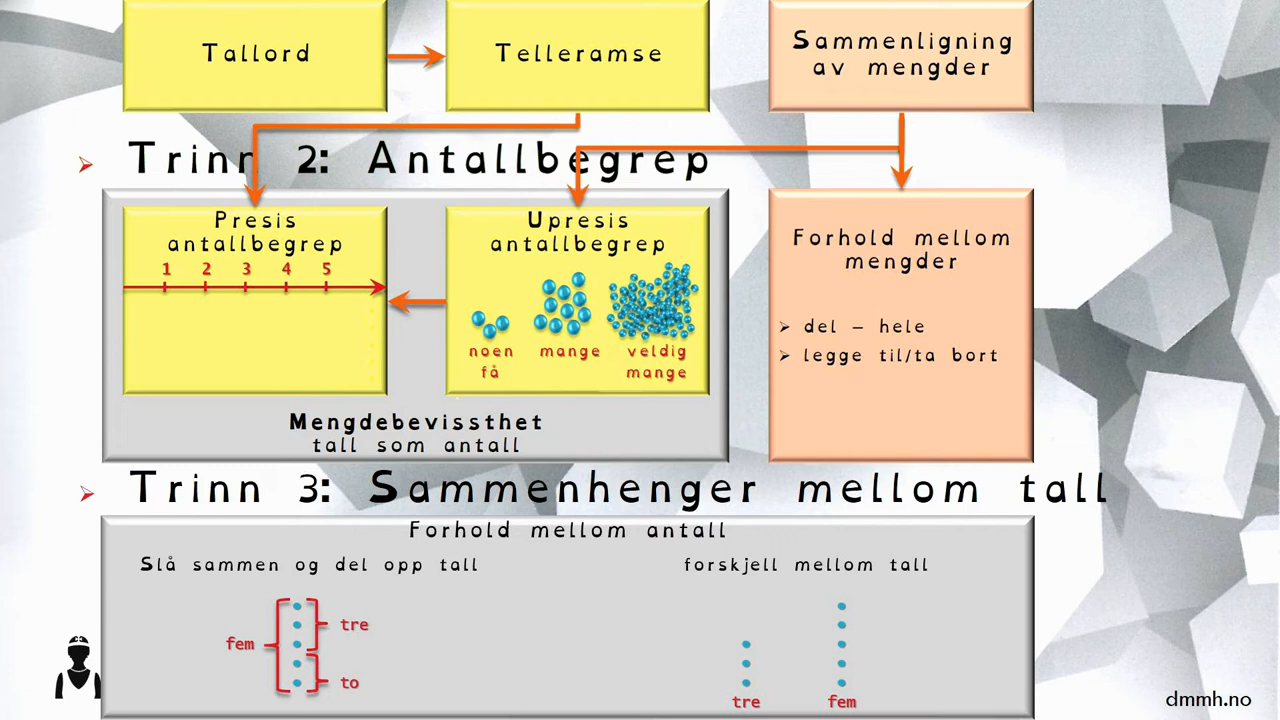 Tallord
Telleramse
Sammenligning
av mengder
Trinn 2: Antallbegrep
Presis
antallbegrep
1 2 3 4 5
Upresis
antallbegrep
noen
få
mange
veldig
mange
Mengdebevissthet
tall som antall
Forhold mellom
mengder
del – hele
legge til/ta bort
Trinn 3: Sammenhenger mellom tall
Forhold mellom antall
Slå sammen og del opp tall
forskjell mellom tall
fem
tre
to
tre
fem
dmmh.no